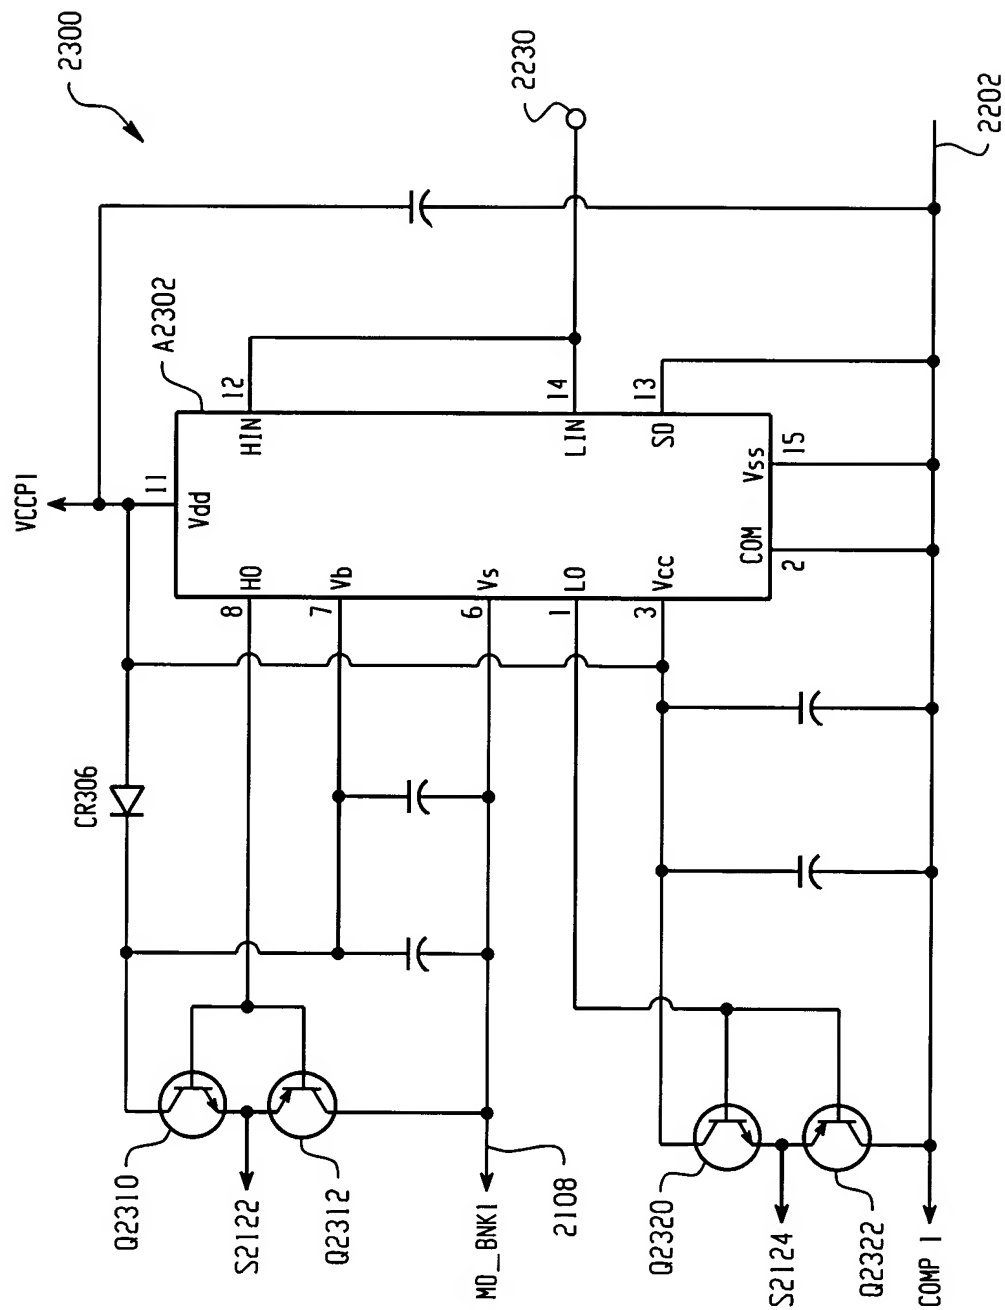 2300
VCCP1
A2302
2230
2202
CR306
11
Vdd
12
HIN
14
LIN
13
SD
15
Vss
2
COM
8
HO
7
Vb
6
Vs
1
LO
3
Vcc
Q2310
S2122
Q2312
MD_BNK1
2108
Q2320
S2124
Q2322
COMP 1